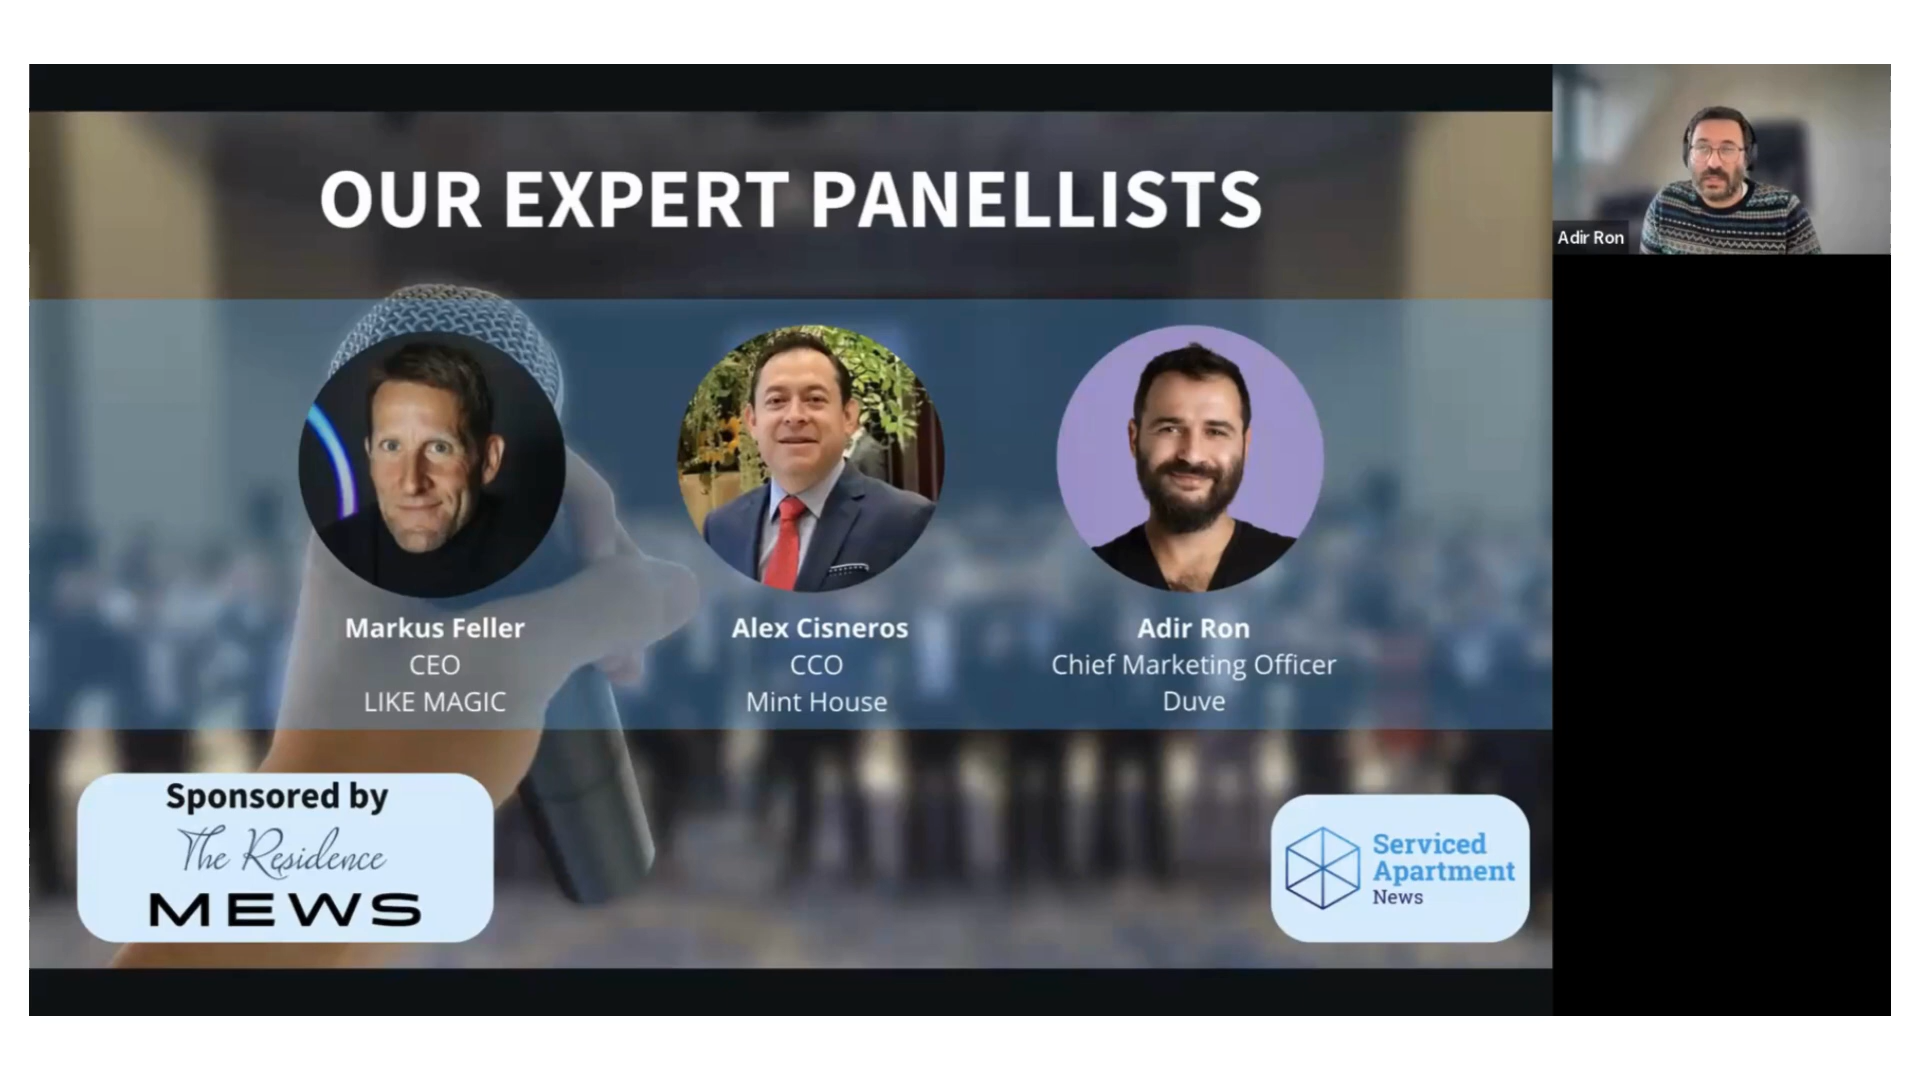 OUR EXPERT PANELLISTS
Adir Ron
Markus Feller
CEO
LIKE MAGIC
Alex Cisneros
CCO
Mint House
Adir Ron
Chief Marketing Officer
Duve
Sponsored by
The Residence
MEWS
Serviced
Apartment
News